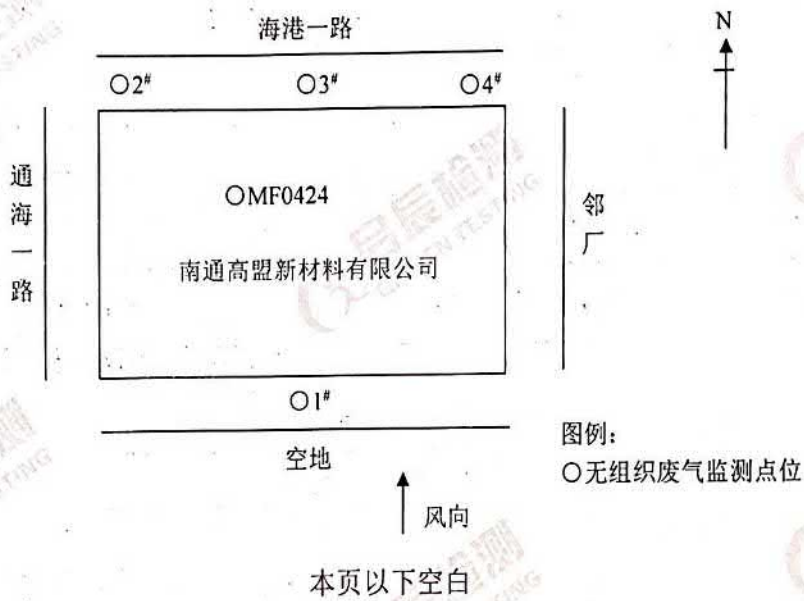 海港一路
N
○2# ○3# ○4#
通海一路
○MF0424
邻厂
南通高盟新材料有限公司
○1#
空地
图例:
○无组织废气监测点位
风向
本页以下空白